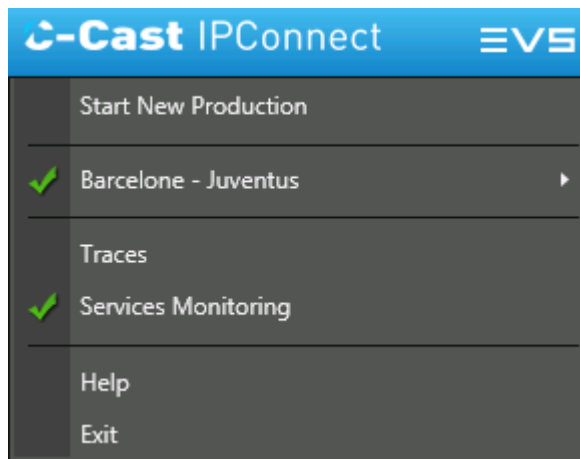 C-Cast IPConnect EVS
Start New Production
Barcelone - Juventus
Traces
Services Monitoring
Help
Exit